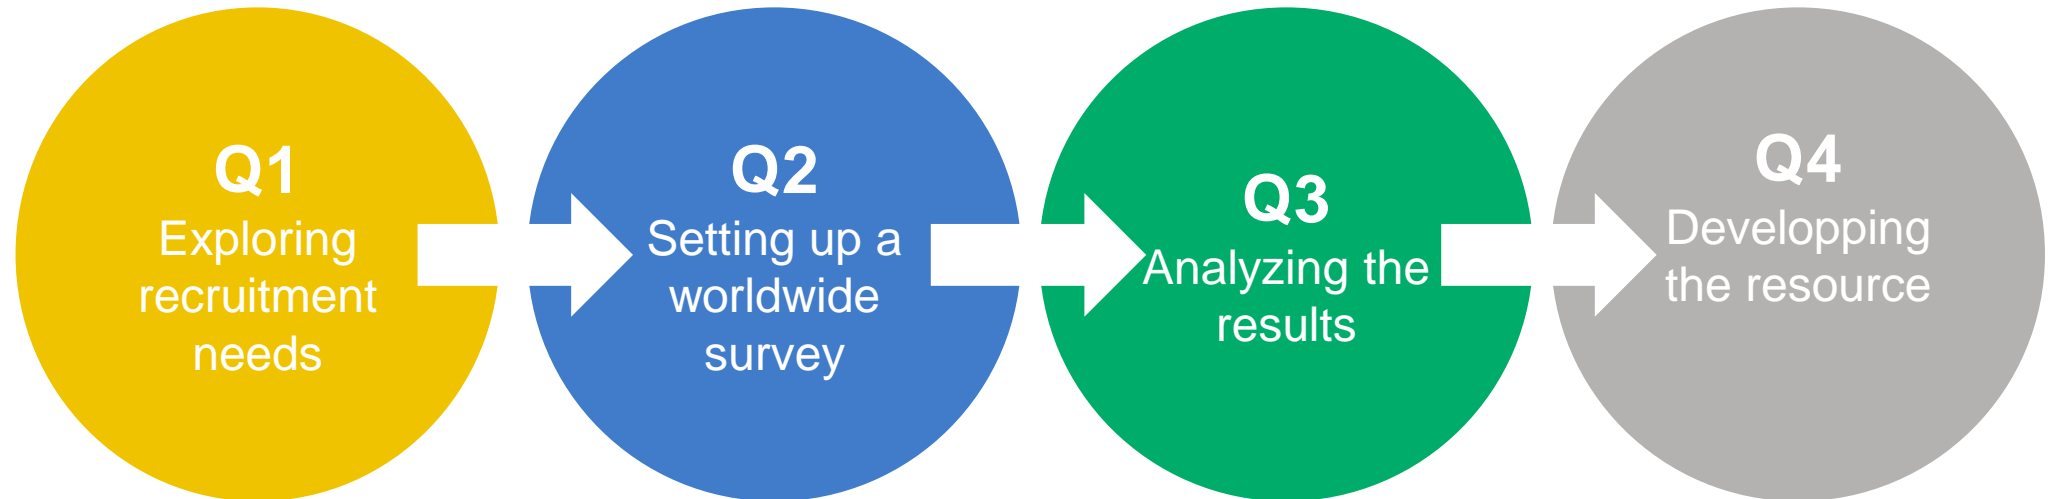 Q1
Exploring
recruitment
needs
Q2
Setting up a
worldwide
survey
Q3
Analyzing the
results
Q4
Developping
the resource